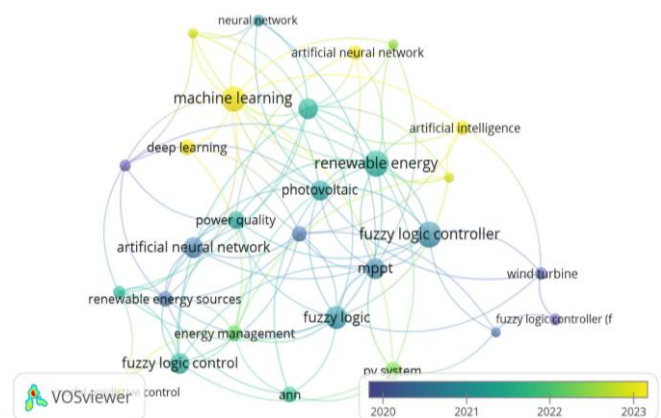 neural network
artificial neural network
machine learning
artificial intelligence
deep learning
renewable energy
photovoltaic
power quality
fuzzy logic controller
artificial neural network
mppt
wind turbine
renewable energy sources
fuzzy logic
fuzzy logic controller (f
energy management
fuzzy logic control
pv system
control
ann
VOSviewer
2020 2021 2022 2023